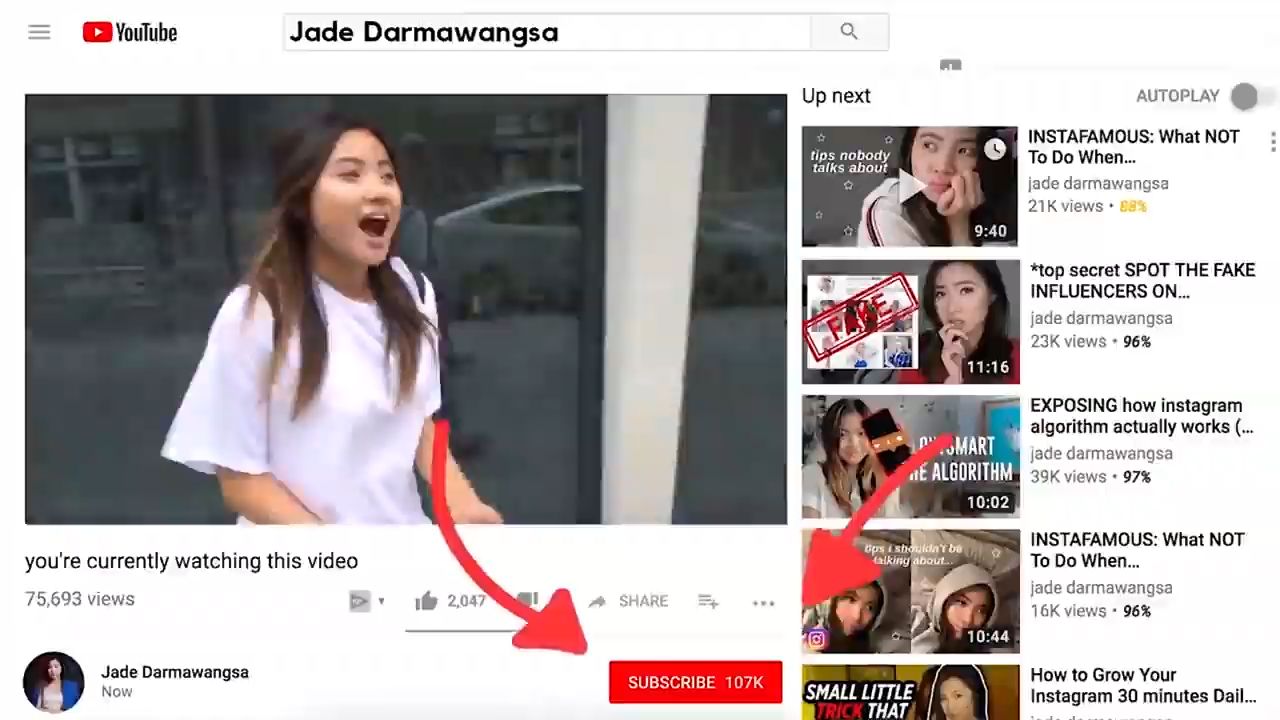 YouTube
Jade Darmawangsa
Up next
AUTOPLAY
tips nobody
talks about
9:40
INSTAFAMOUS: What NOT
To Do When...
jade darmawangsa
21K views • 88%
FAKE
11:16
*top secret SPOT THE FAKE
INFLUENCERS ON...
jade darmawangsa
23K views • 96%
ALGORITHM
10:02
EXPOSING how instagram
algorithm actually works (...
jade darmawangsa
39K views • 97%
tips i shouldn't be
talking about...
10:44
INSTAFAMOUS: What NOT
To Do When...
jade darmawangsa
16K views • 96%
SMALL LITTLE
TRICK THAT
How to Grow Your
Instagram 30 minutes Dail...
you're currently watching this video
75,693 views
2,047
SHARE
Jade Darmawangsa
Now
SUBSCRIBE 107K